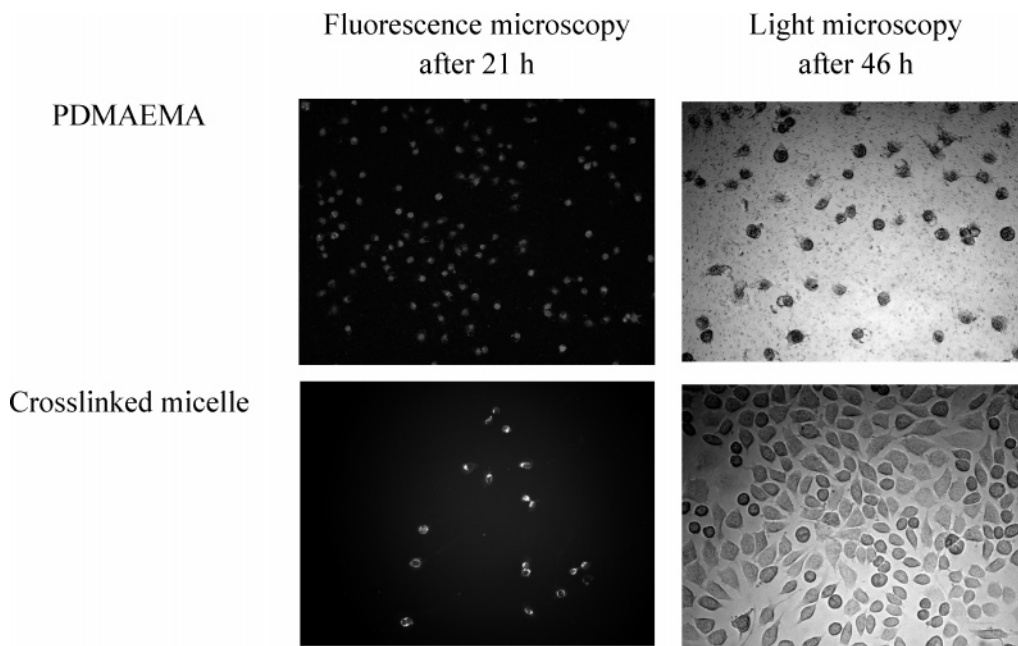 Fluorescence microscopy
after 21 h
Light microscopy
after 46 h
PDMAEMA
Crosslinked micelle